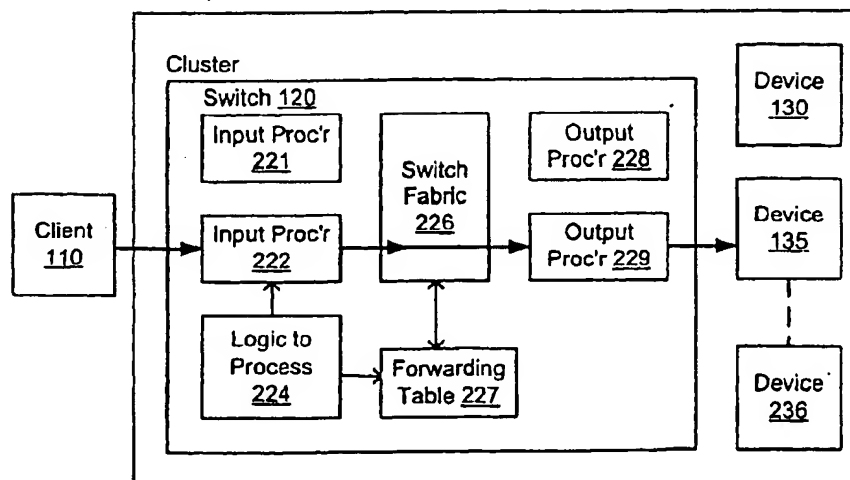 Cluster
Switch 120
Input Proc'r
221
Switch
Fabric
226
Output
Proc'r 228
Device
130
Client
110
Input Proc'r
222
Output
Proc'r 229
Device
135
Logic to
Process
224
Forwarding
Table 227
Device
236